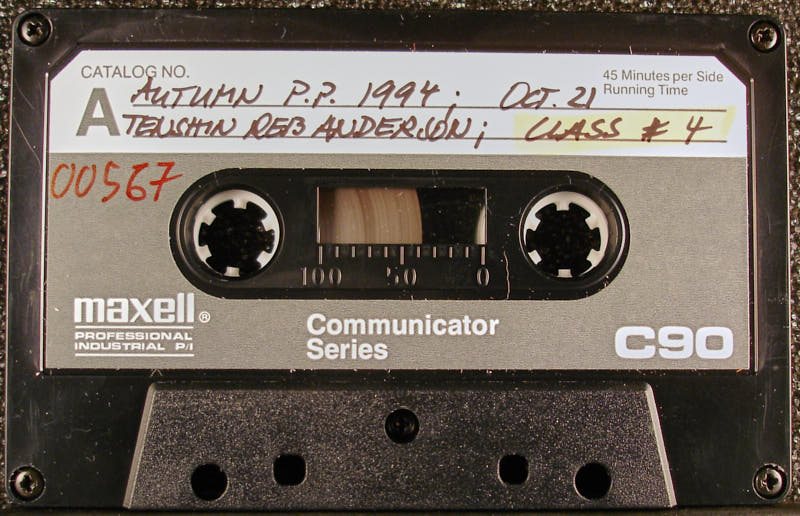 CATALOG NO.
45 Minutes per Side
Running Time
A
AUTUMN P.P. 1994; OCT. 21
TENSHIN REB ANDERSON; CLASS # 4
00567
100 50 0
maxell®
PROFESSIONAL
INDUSTRIAL P/I
Communicator
Series
C90